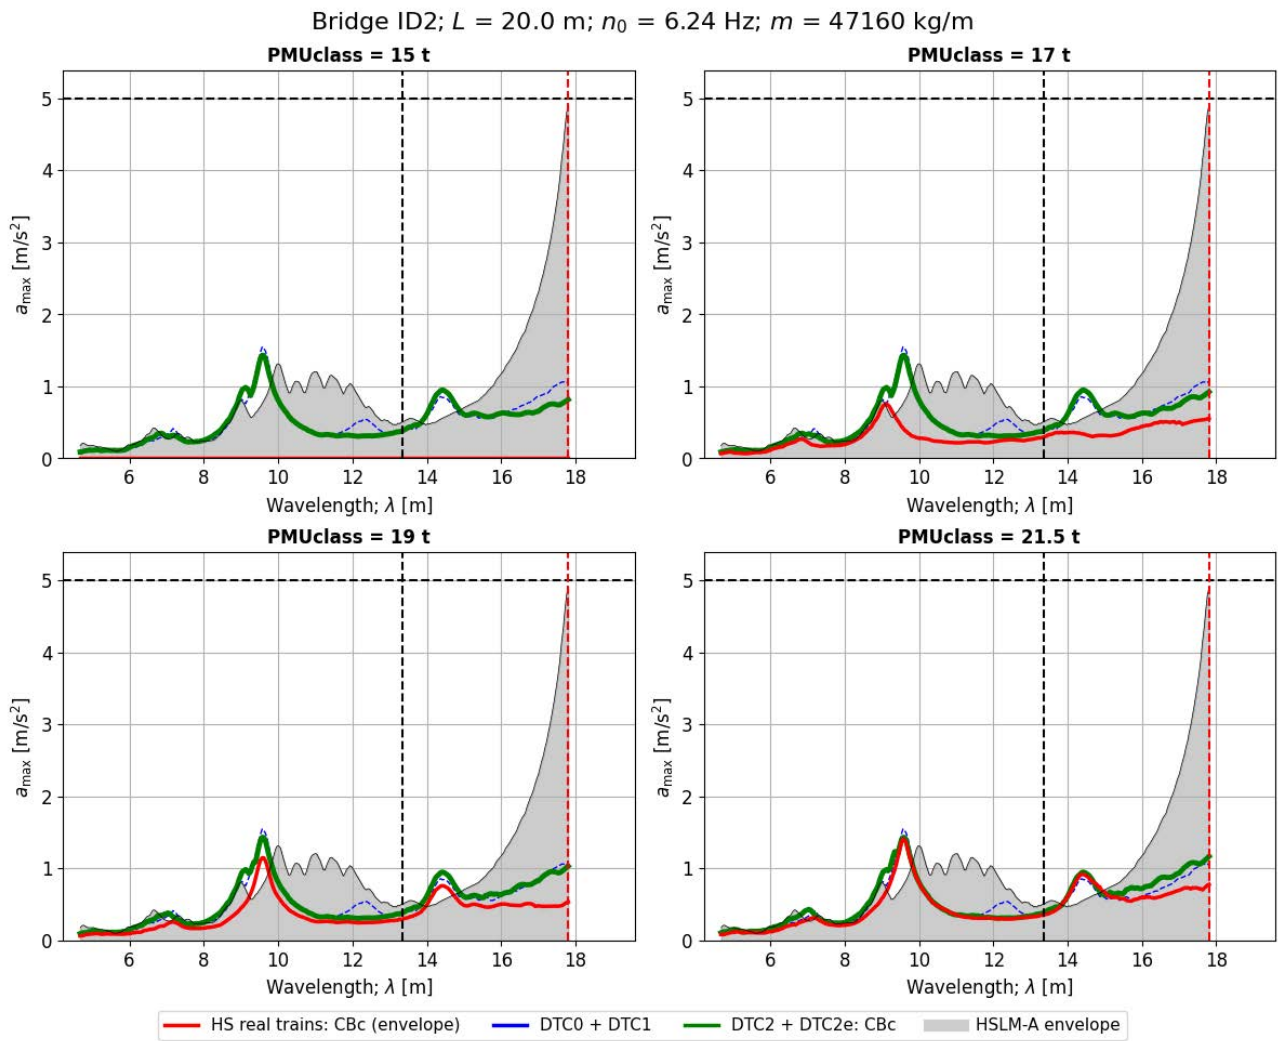 Bridge ID2; L = 20.0 m; n₀ = 6.24 Hz; m = 47160 kg/m
PMUclass = 15 t
5
4
3
2
1
0
a_max [m/s²]
6 8 10 12 14 16 18
Wavelength; λ [m]
PMUclass = 17 t
5
4
3
2
1
0
a_max [m/s²]
6 8 10 12 14 16 18
Wavelength; λ [m]
PMUclass = 19 t
5
4
3
2
1
0
a_max [m/s²]
6 8 10 12 14 16 18
Wavelength; λ [m]
PMUclass = 21.5 t
5
4
3
2
1
0
a_max [m/s²]
6 8 10 12 14 16 18
Wavelength; λ [m]
HS real trains: CBc (envelope) DTC0 + DTC1 DTC2 + DTC2e: CBc HSLM-A envelope